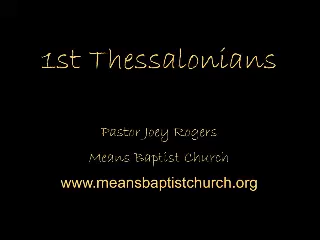 1st Thessalonians
Pastor Joey Rogers
Means Baptist Church
www.meansbaptistchurch.org